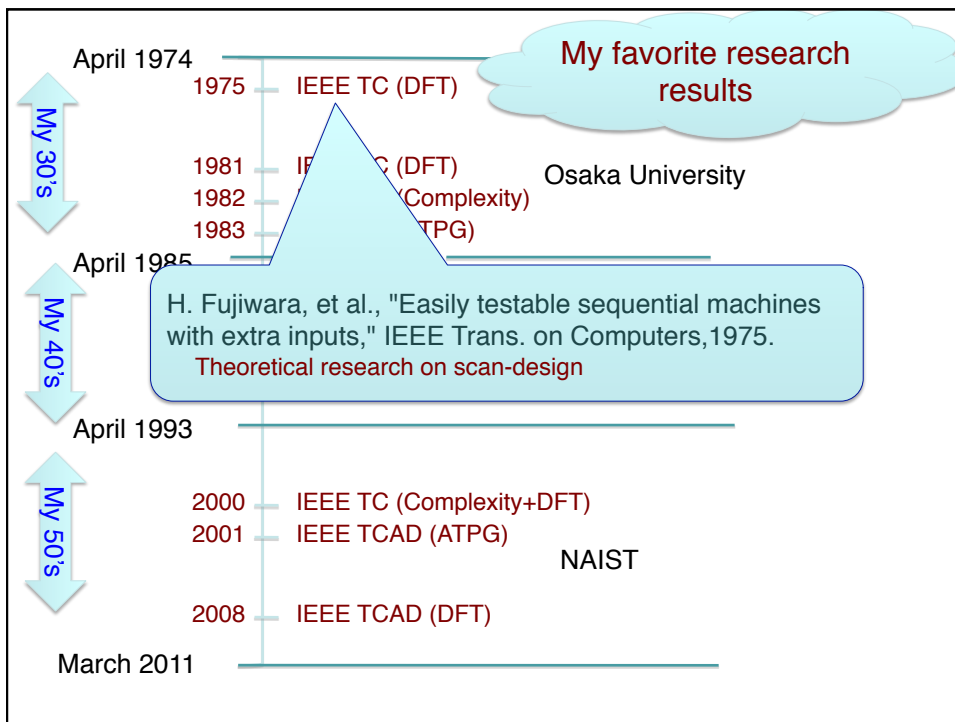 My favorite research
results
April 1974
1975 IEEE TC (DFT)
My 30's
1981 IEEE TC (DFT)
Osaka University
1982 (Complexity)
1983 TPG)
April 1985
H. Fujiwara, et al., "Easily testable sequential machines
with extra inputs," IEEE Trans. on Computers,1975.
Theoretical research on scan-design
My 40's
April 1993
My 50's
2000 IEEE TC (Complexity+DFT)
2001 IEEE TCAD (ATPG)
NAIST
2008 IEEE TCAD (DFT)
March 2011